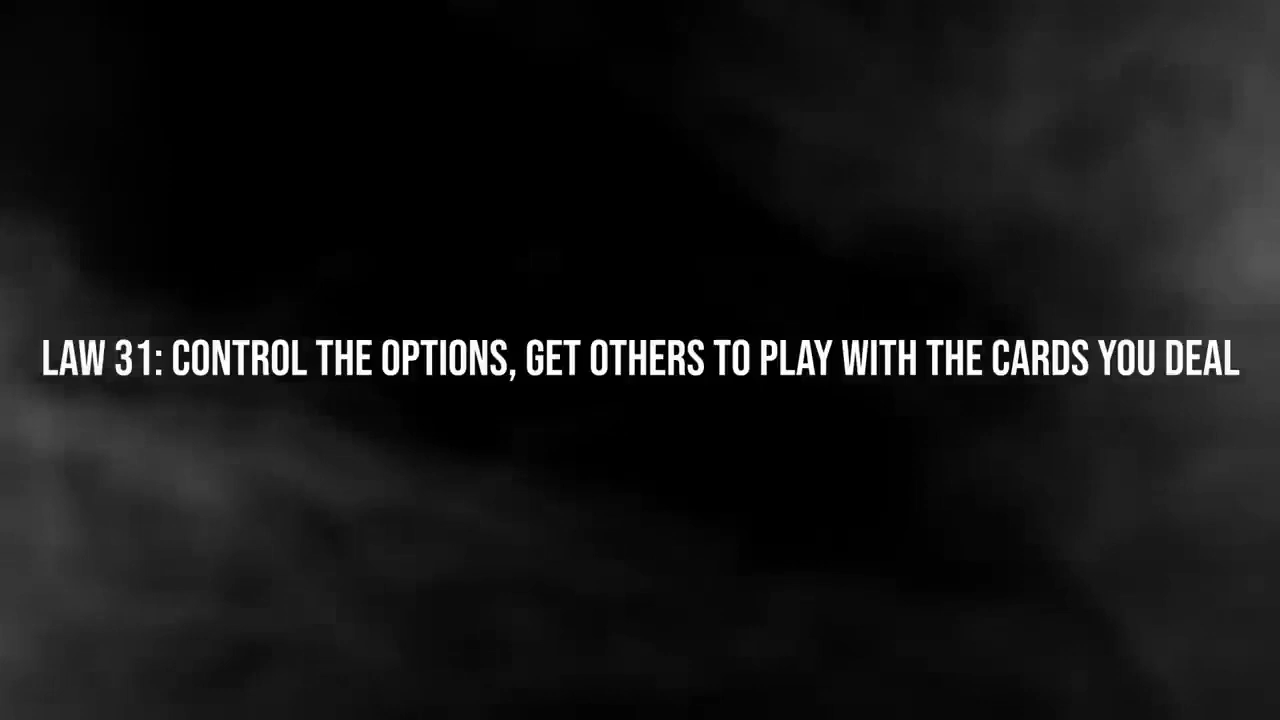 LAW 31: CONTROL THE OPTIONS, GET OTHERS TO PLAY WITH THE CARDS YOU DEAL